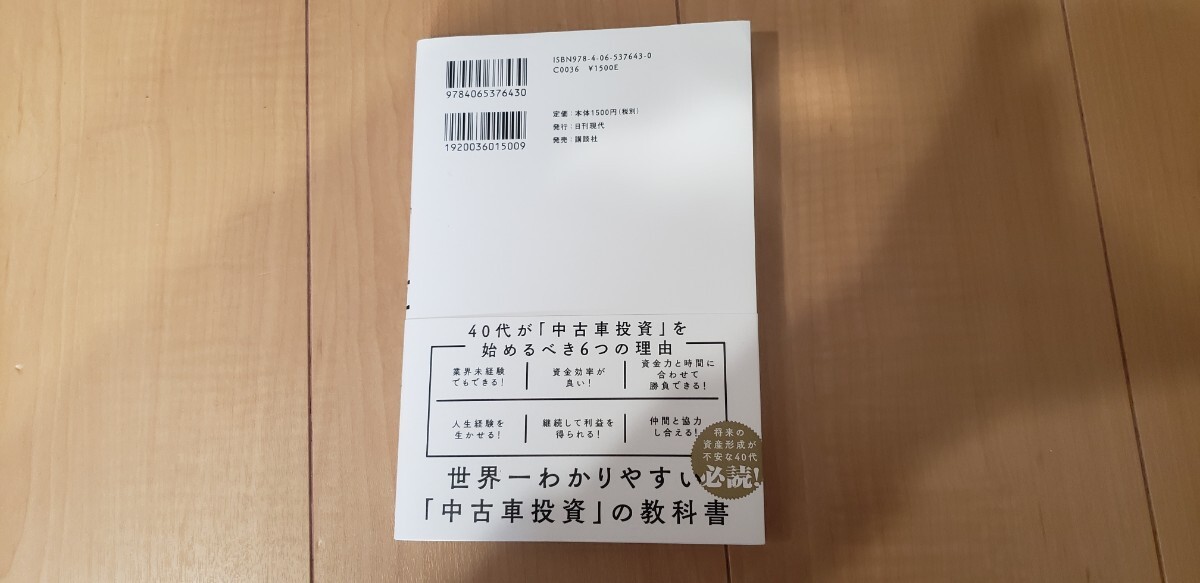 ISBN978-4-06-537643-0
C0036 ¥1500E
9784065376430
1920036015009
定価:本体1500円(税別)
発行:日刊現代
発売:講談社
40代が「中古車投資」を
始めるべき6つの理由
業界未経験
でもできる!
資金効率が
良い!
資金力と時間に
合わせて
勝負できる!
人生経験を
生かせる!
継続して利益を
得られる!
仲間と協力
し合える!
将来の
資産形成が
不安な40代
必読!
世界一わかりやすい
「中古車投資」の教科書